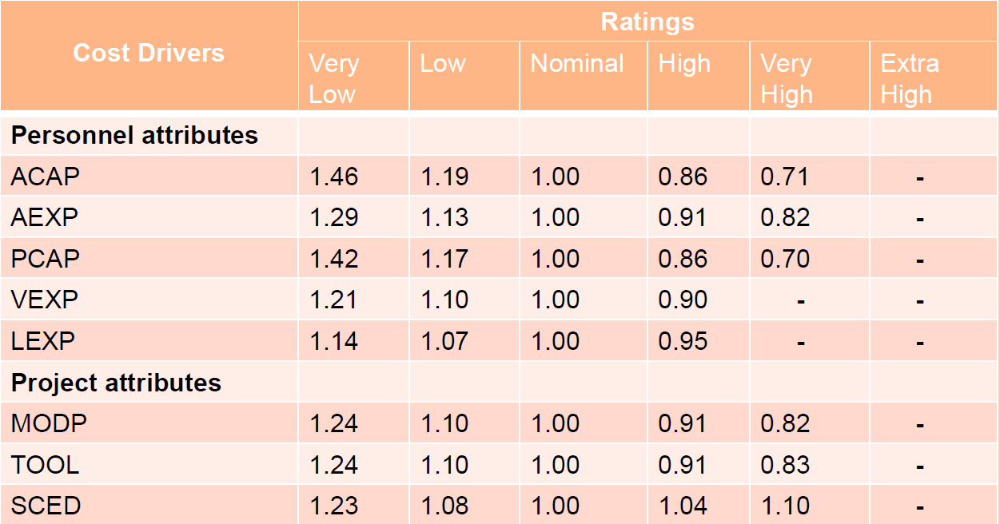 Cost Drivers
Ratings
Very Low Low Nominal High Very High Extra High
Personnel attributes
ACAP 1.46 1.19 1.00 0.86 0.71 -
AEXP 1.29 1.13 1.00 0.91 0.82 -
PCAP 1.42 1.17 1.00 0.86 0.70 -
VEXP 1.21 1.10 1.00 0.90 - -
LEXP 1.14 1.07 1.00 0.95 - -
Project attributes
MODP 1.24 1.10 1.00 0.91 0.82 -
TOOL 1.24 1.10 1.00 0.91 0.83 -
SCED 1.23 1.08 1.00 1.04 1.10 -